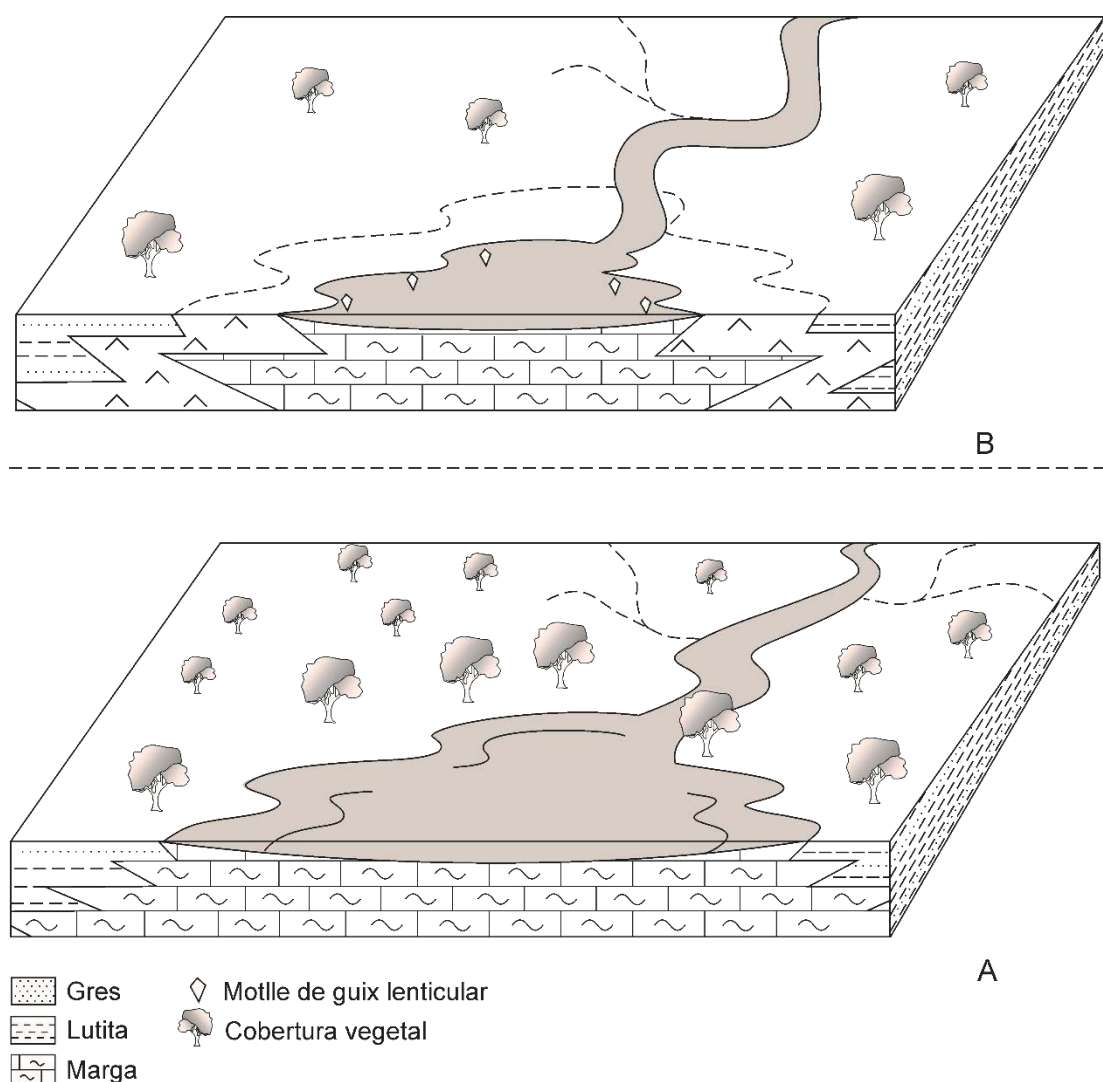 B
A
Gres
Motlle de guix lenticular
Lutita
Cobertura vegetal
Marga